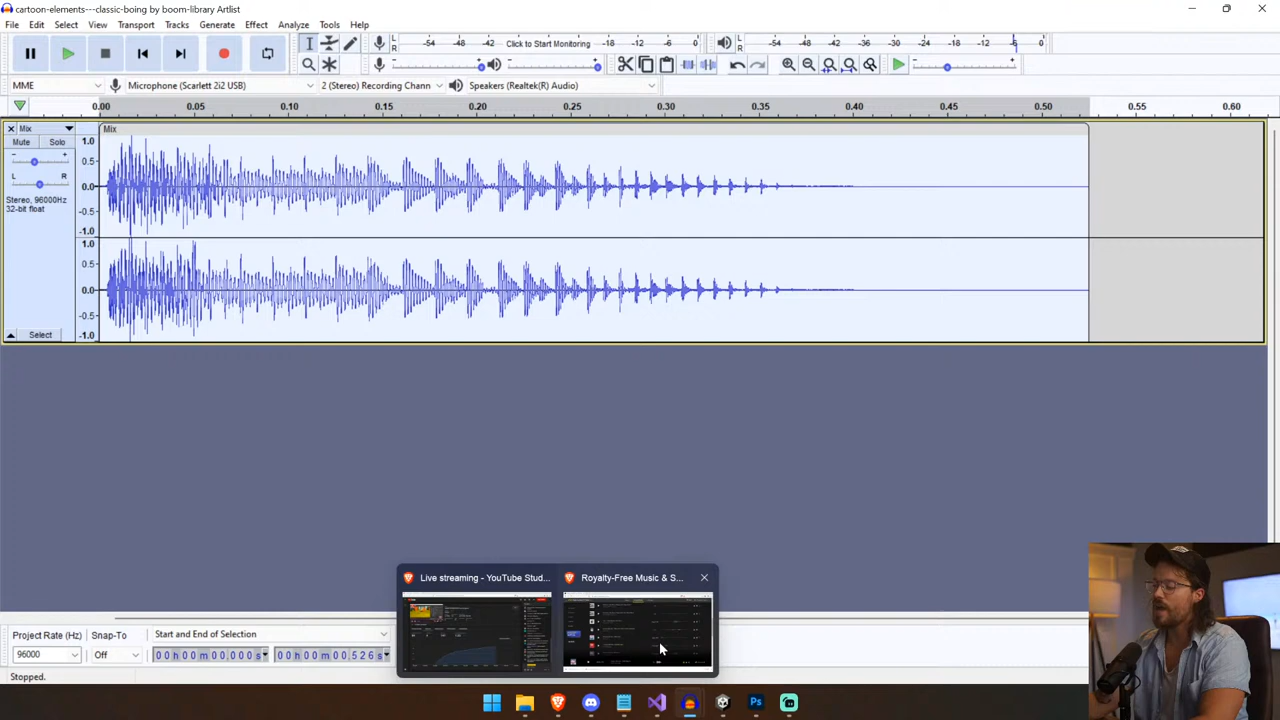 cartoon-elements---classic-boing by boom-library Artlist
File Edit Select View Transport Tracks Generate Effect Analyze Tools Help
L R -54 -48 -42 Click to Start Monitoring -18 -12 -6 0 L R -54 -48 -42 -36 -30 -24 -18 -12 -6 0
MME Microphone (Scarlett 2i2 USB) 2 (Stereo) Recording Chann Speakers (Realtek(R) Audio)
0.00 0.05 0.10 0.15 0.20 0.25 0.30 0.35 0.40 0.45 0.50 0.55 0.60
Mix Mix
Mute Solo
- +
L R
Stereo, 96000Hz
32-bit float
1.0
0.5
0.0
-0.5
-1.0
1.0
0.5
0.0
-0.5
-1.0
Select
Live streaming - YouTube Stud... Royalty-Free Music & S...
Project Rate (Hz) Snap-To Start and End of Selection
96000 Off 00h00m00.000s 00h00m00.526s
Stopped.
Ps